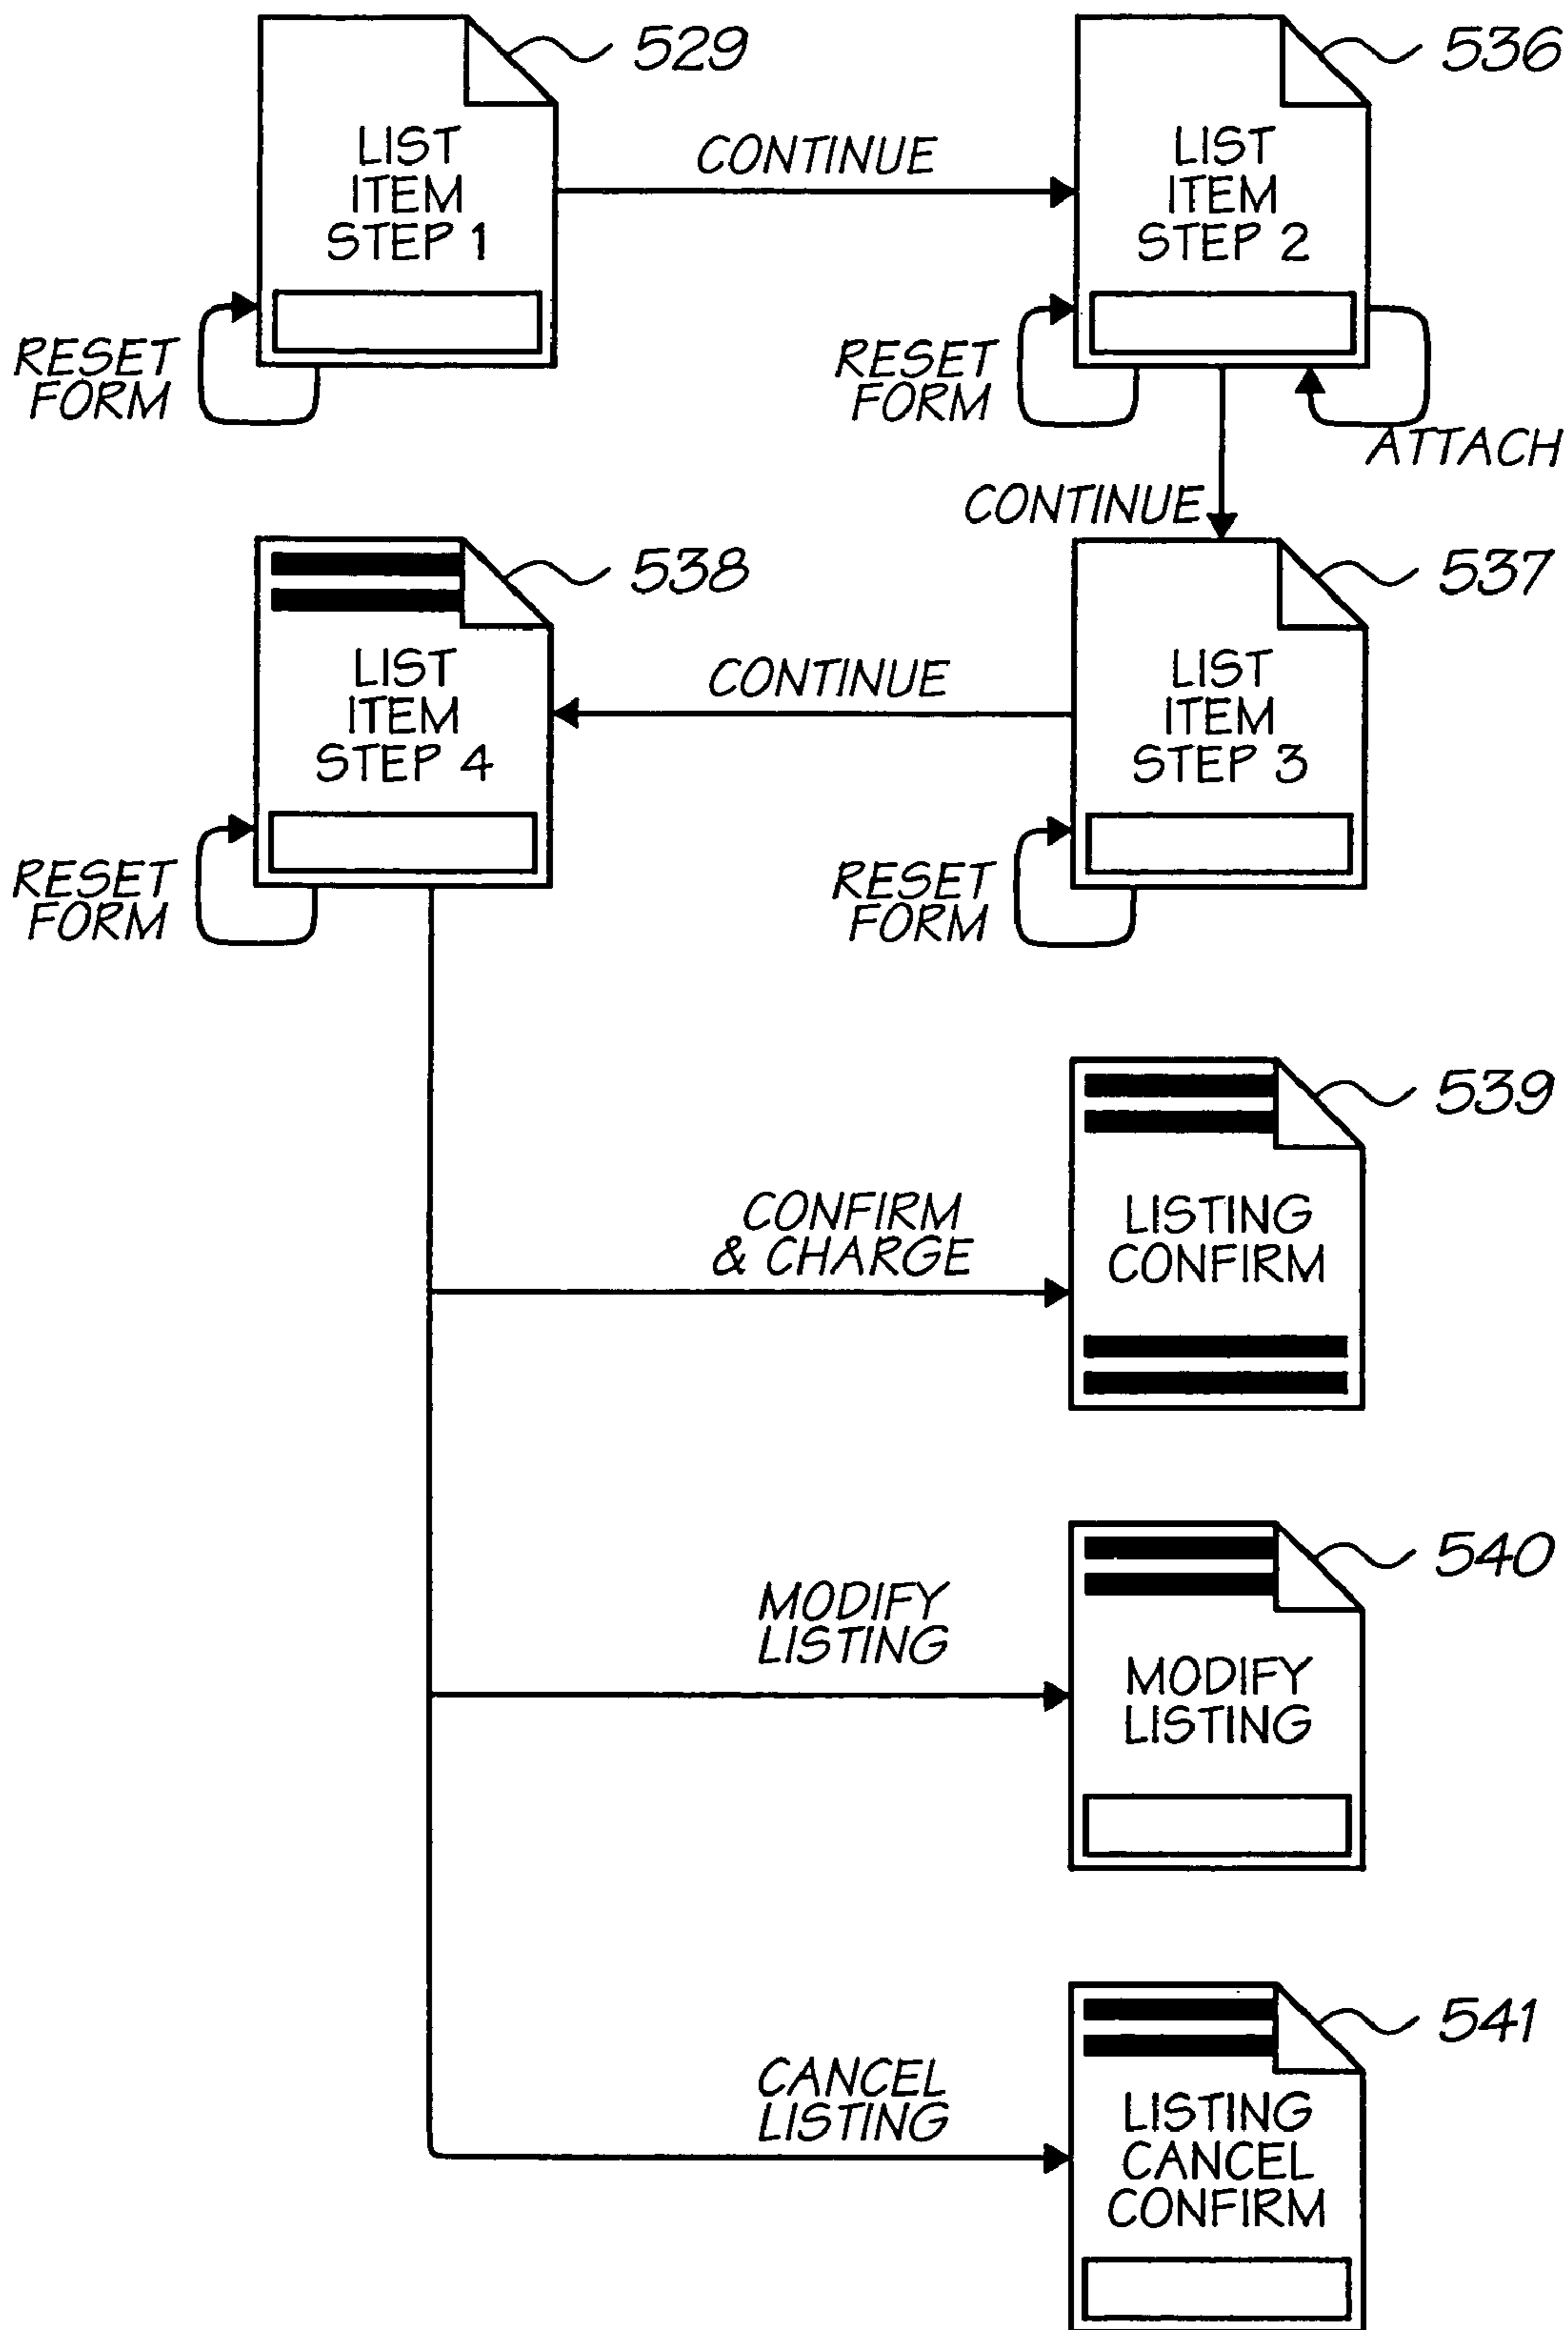 529
LIST
ITEM
STEP 1
RESET
FORM
CONTINUE
536
LIST
ITEM
STEP 2
RESET
FORM
ATTACH
CONTINUE
537
LIST
ITEM
STEP 3
RESET
FORM
CONTINUE
538
LIST
ITEM
STEP 4
RESET
FORM
CONFIRM
& CHARGE
539
LISTING
CONFIRM
MODIFY
LISTING
540
MODIFY
LISTING
CANCEL
LISTING
541
LISTING
CANCEL
CONFIRM